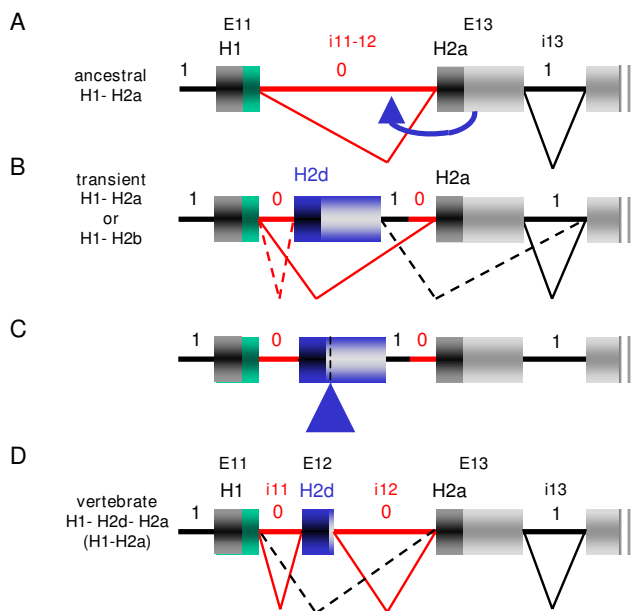 A
E11
E13
H1
i11-12
H2a
i13
ancestral
H1- H2a
1
0
1
B
transient
H1- H2a
or
H1- H2b
H2d
H2a
1
0
1
0
1
C
1
0
1
0
1
D
E11
E12
E13
H1
i11
H2d
i12
H2a
i13
vertebrate
H1- H2d- H2a
(H1-H2a)
1
0
0
1